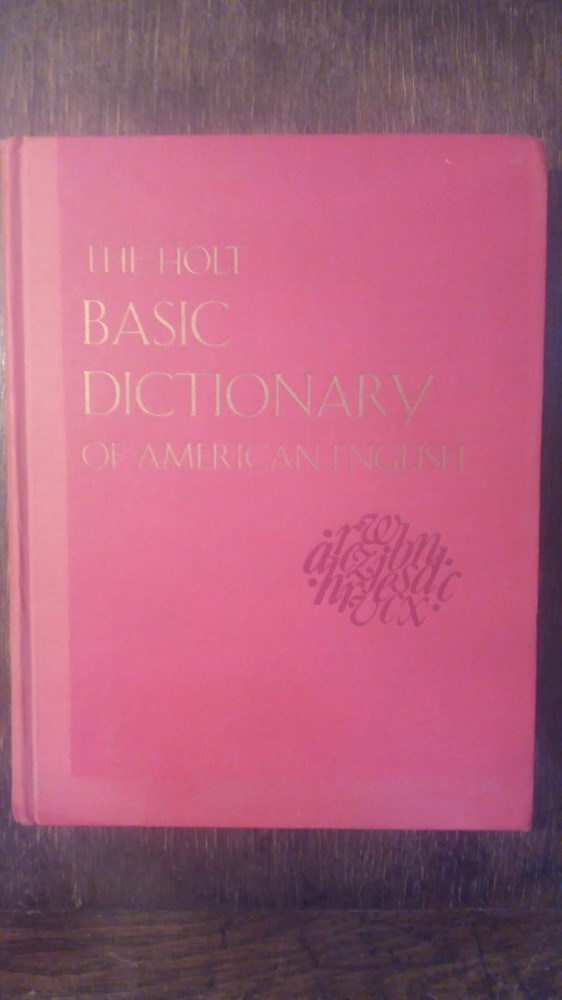 THE HOLT
BASIC
DICTIONARY
OF AMERICAN ENGLISH